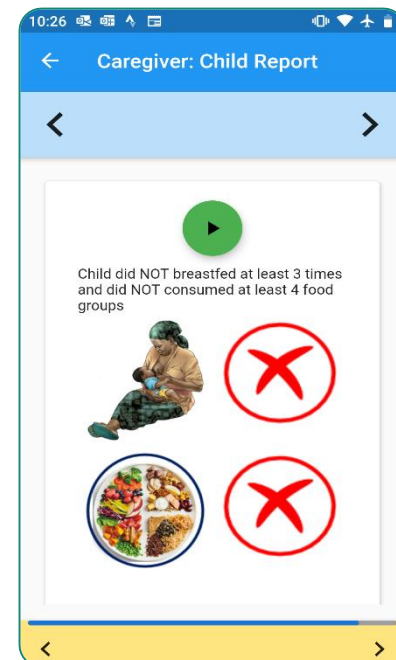 10:26
Caregiver: Child Report
Child did NOT breastfed at least 3 times
and did NOT consumed at least 4 food
groups